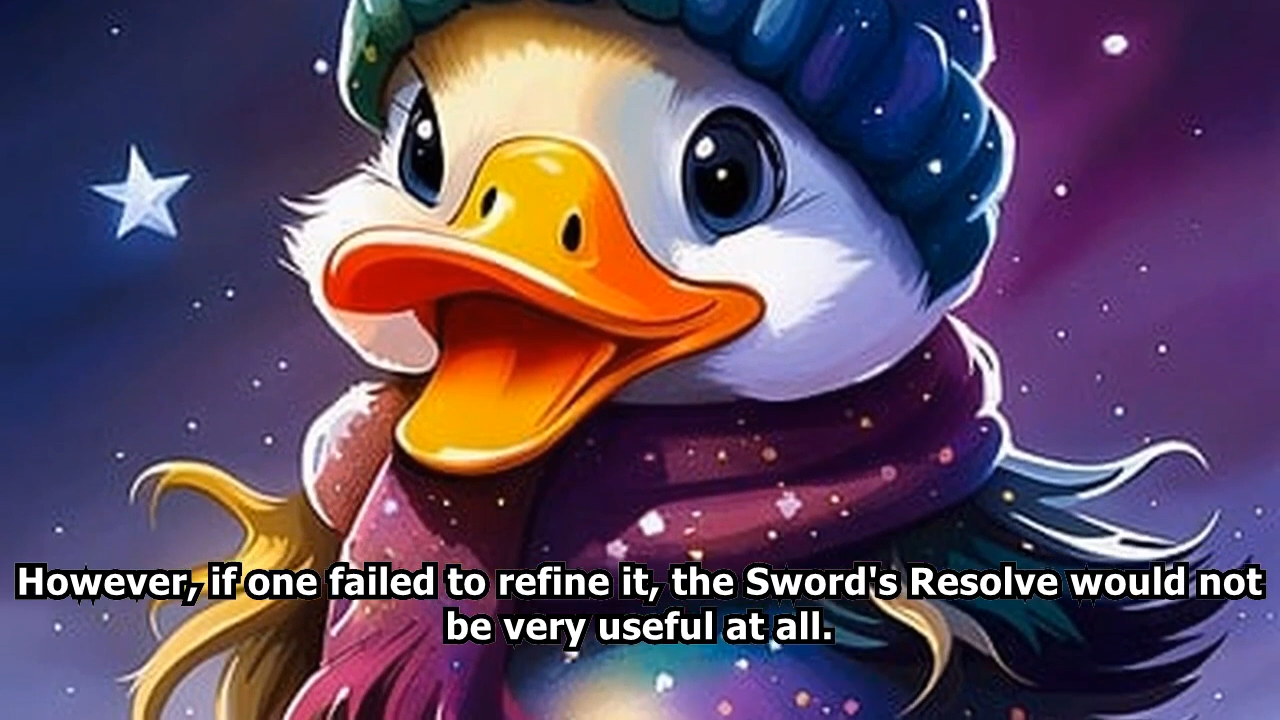 However, if one failed to refine it, the Sword's Resolve would not
be very useful at all.